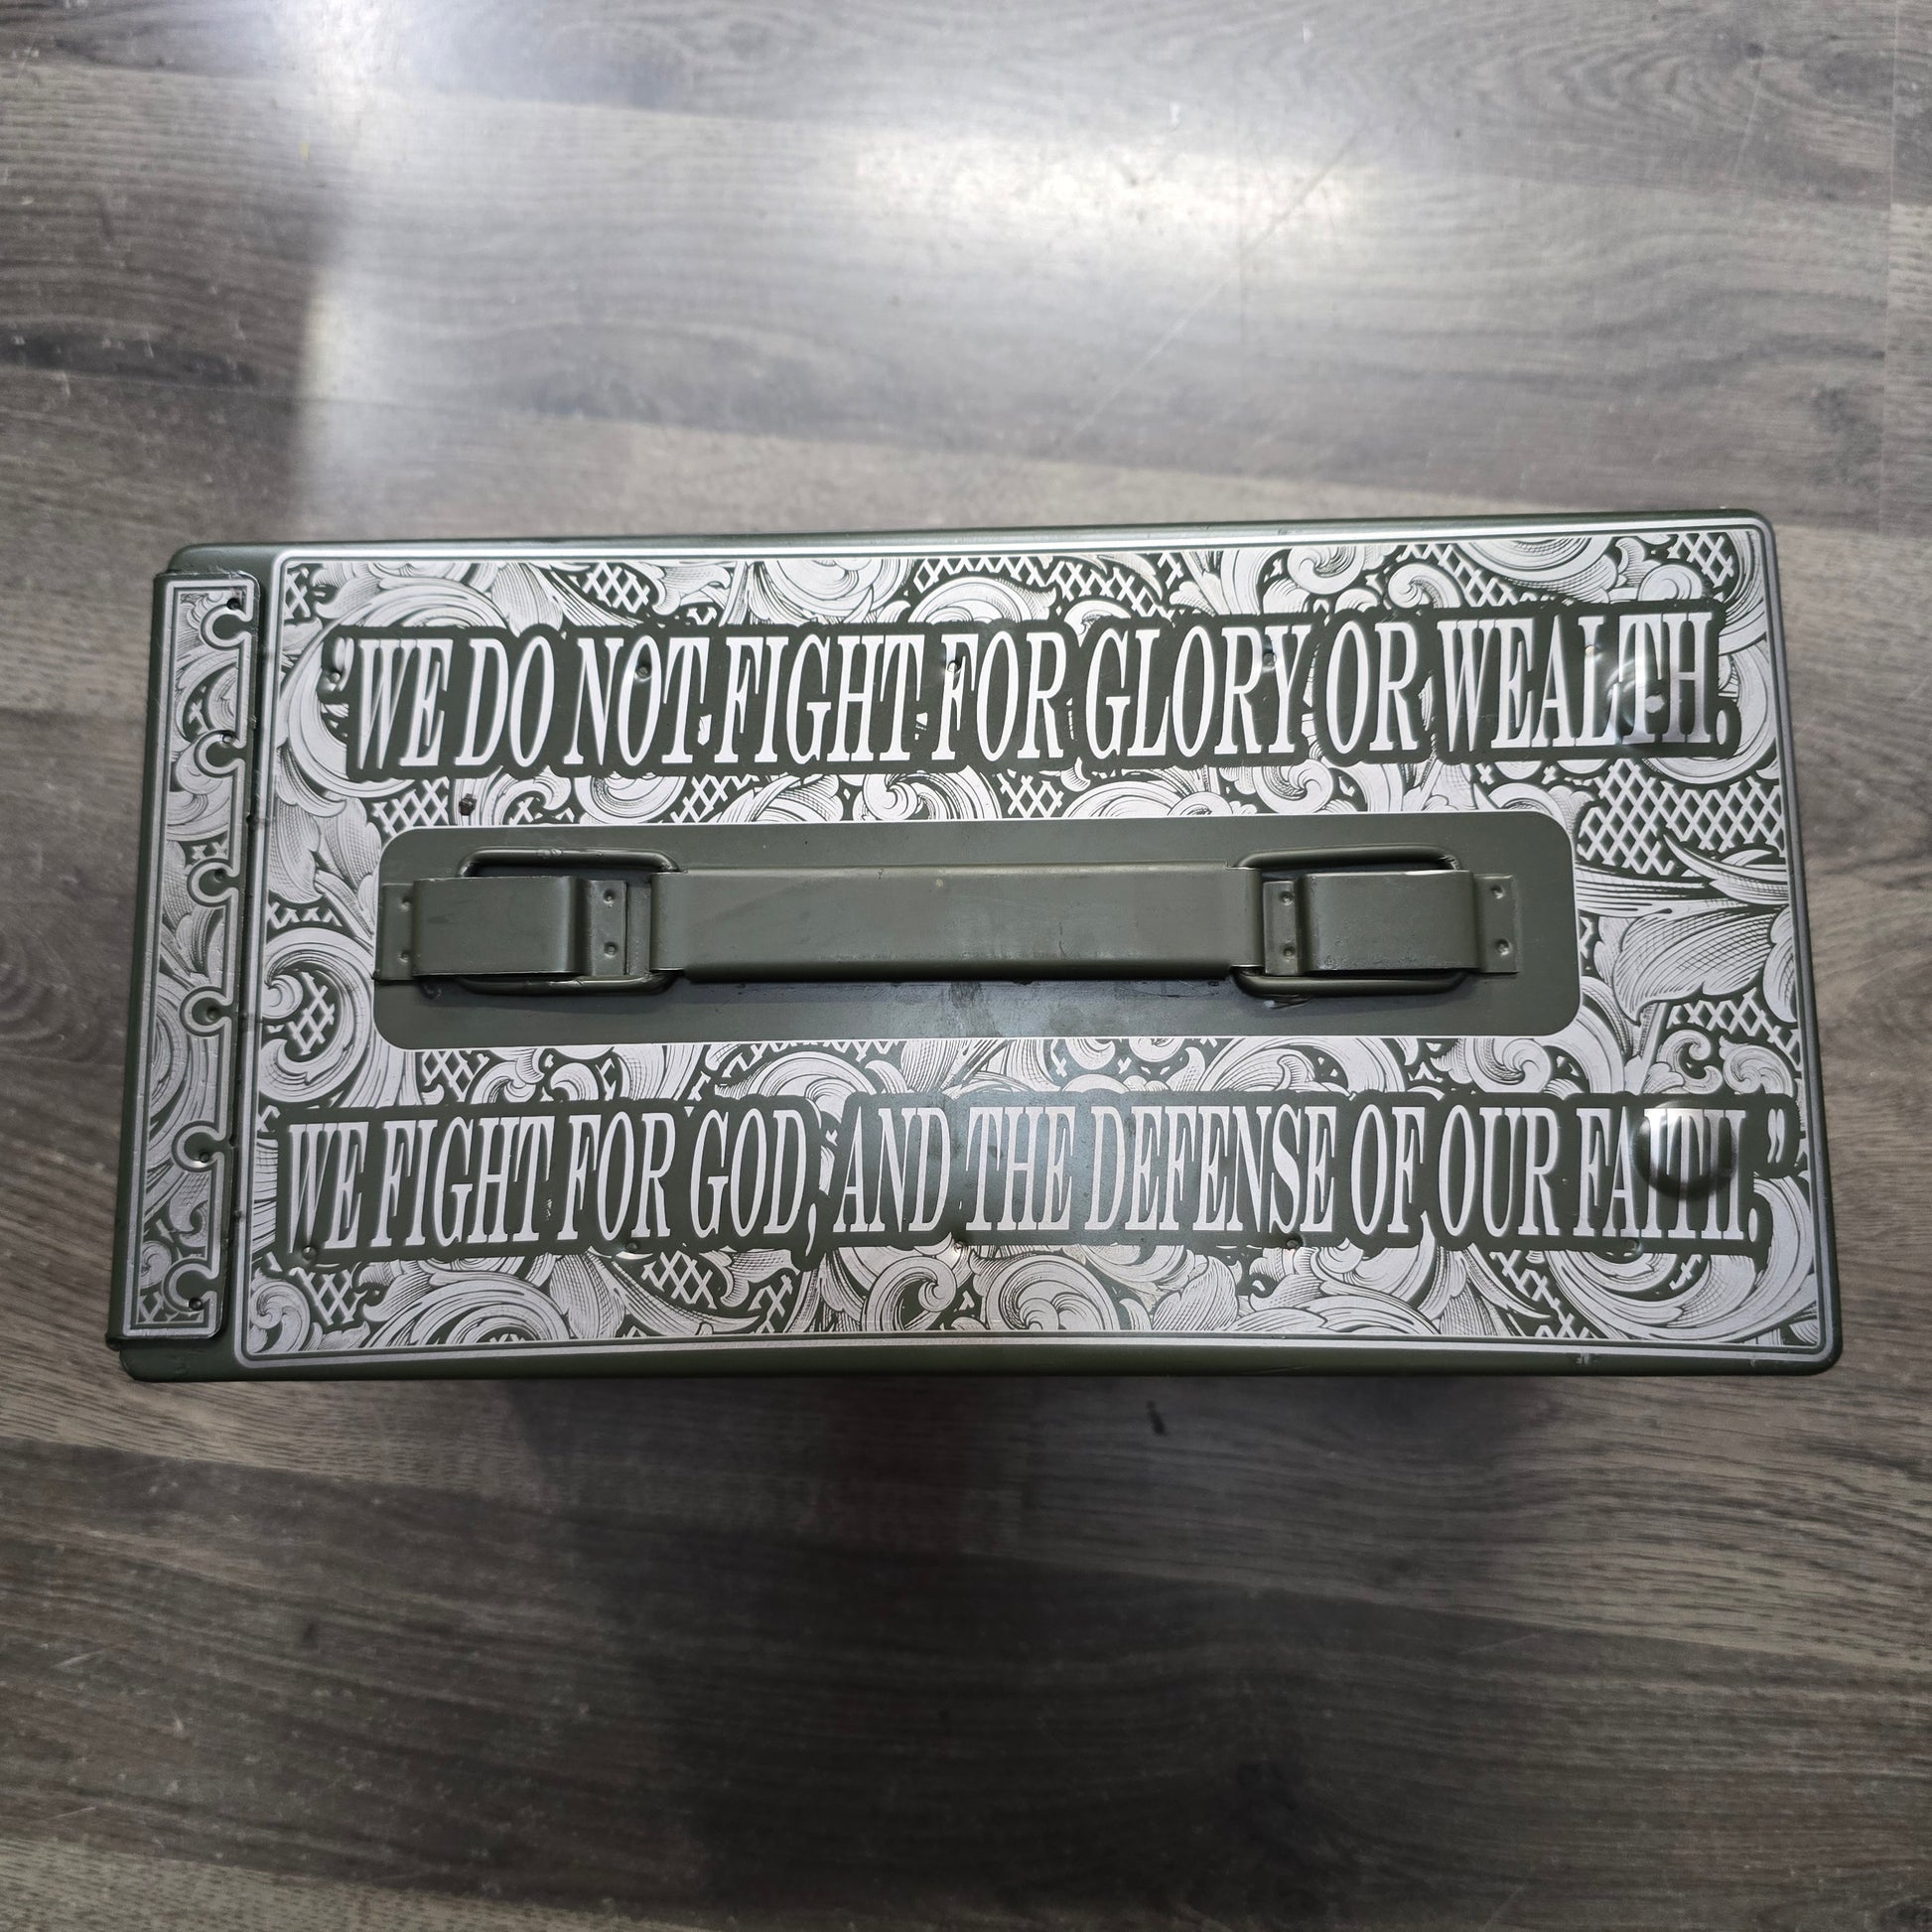 "WE DO NOT FIGHT FOR GLORY OR WEALTH.
WE FIGHT FOR GOD, AND THE DEFENSE OF OUR FAITH."